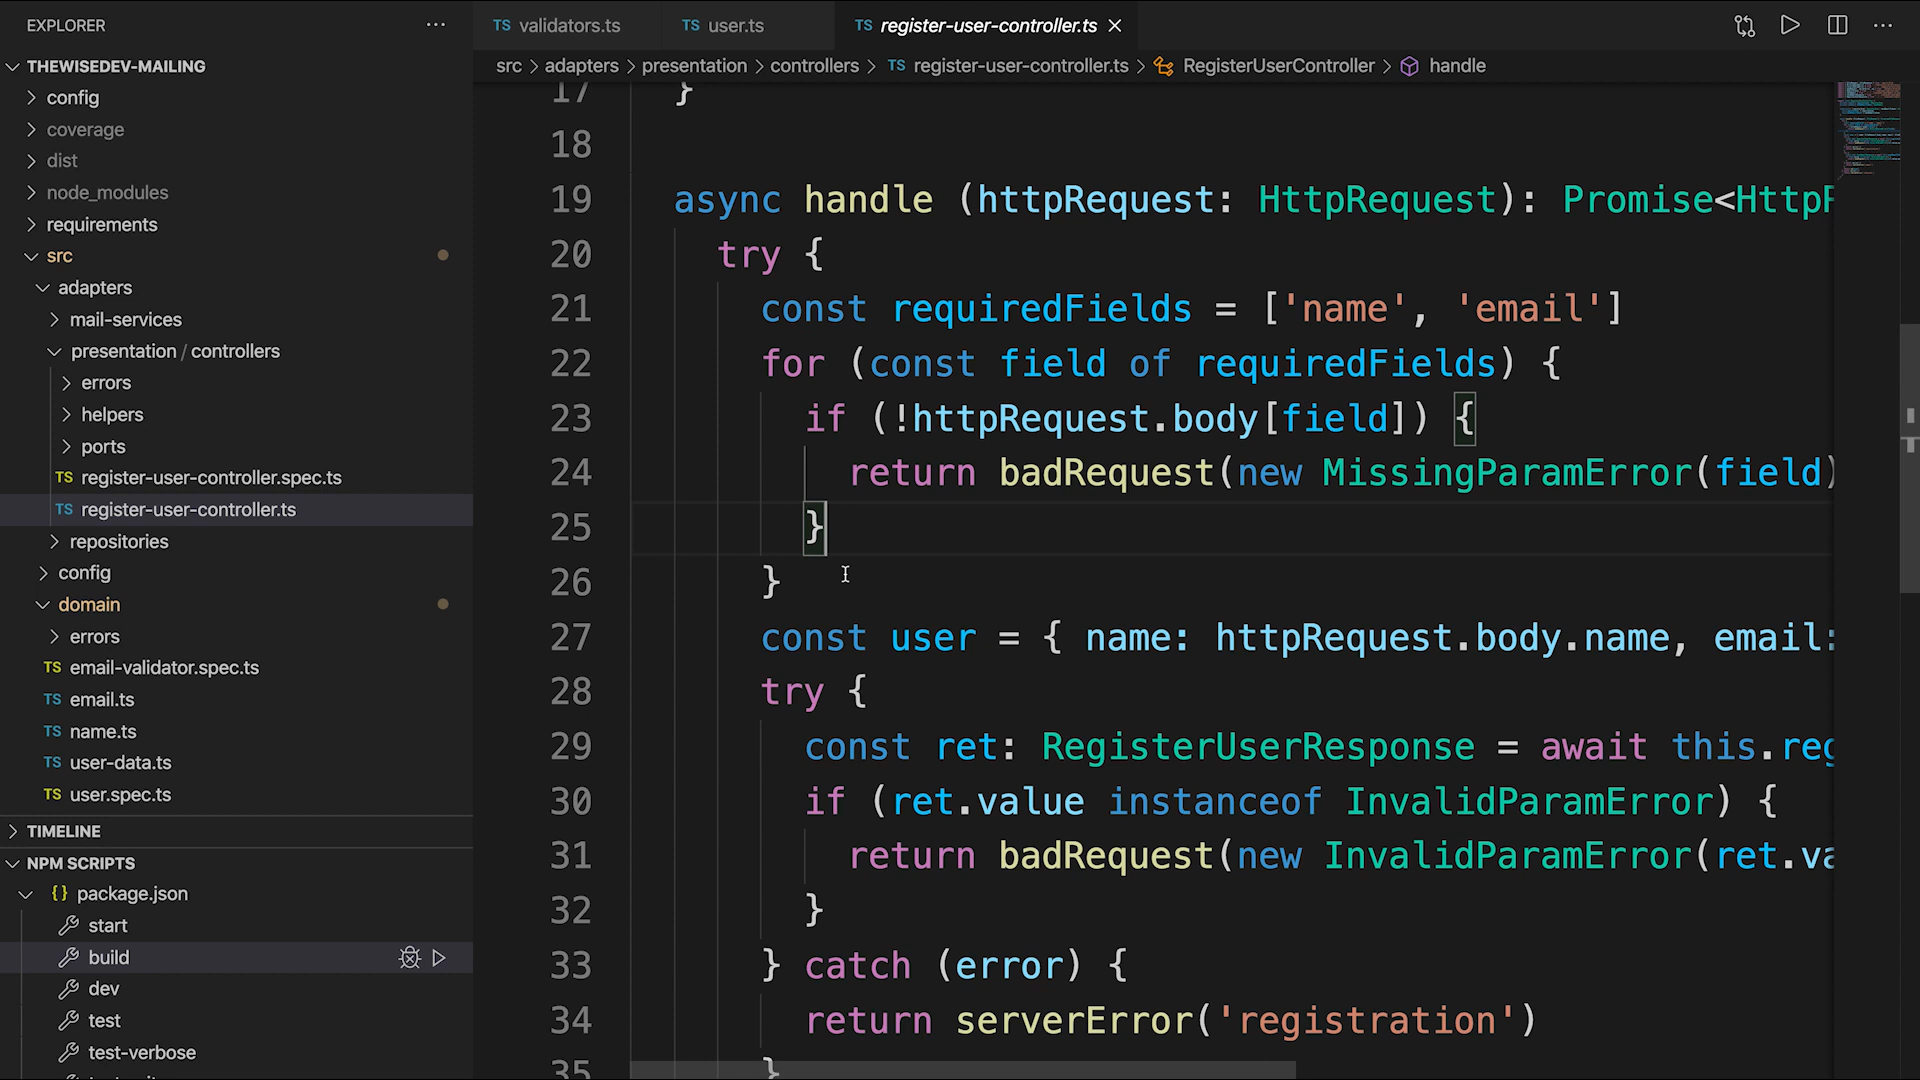 EXPLORER
THEWISEDEV-MAILING
config
coverage
dist
node_modules
requirements
src
adapters
mail-services
presentation / controllers
errors
helpers
ports
TS register-user-controller.spec.ts
TS register-user-controller.ts
repositories
config
domain
errors
TS email-validator.spec.ts
TS email.ts
TS name.ts
TS user-data.ts
TS user.spec.ts
TIMELINE
NPM SCRIPTS
{} package.json
start
build
dev
test
test-verbose
TS validators.ts
TS user.ts
TS register-user-controller.ts
src > adapters > presentation > controllers > TS register-user-controller.ts > RegisterUserController > handle
17 }
18
19 async handle (httpRequest: HttpRequest): Promise<Http
20 try {
21 const requiredFields = ['name', 'email']
22 for (const field of requiredFields) {
23 if (!httpRequest.body[field]) {
24 return badRequest(new MissingParamError(field)
25 }
26 }
27 const user = { name: httpRequest.body.name, email:
28 try {
29 const ret: RegisterUserResponse = await this.reg
30 if (ret.value instanceof InvalidParamError) {
31 return badRequest(new InvalidParamError(ret.va
32 }
33 } catch (error) {
34 return serverError('registration')
35 }